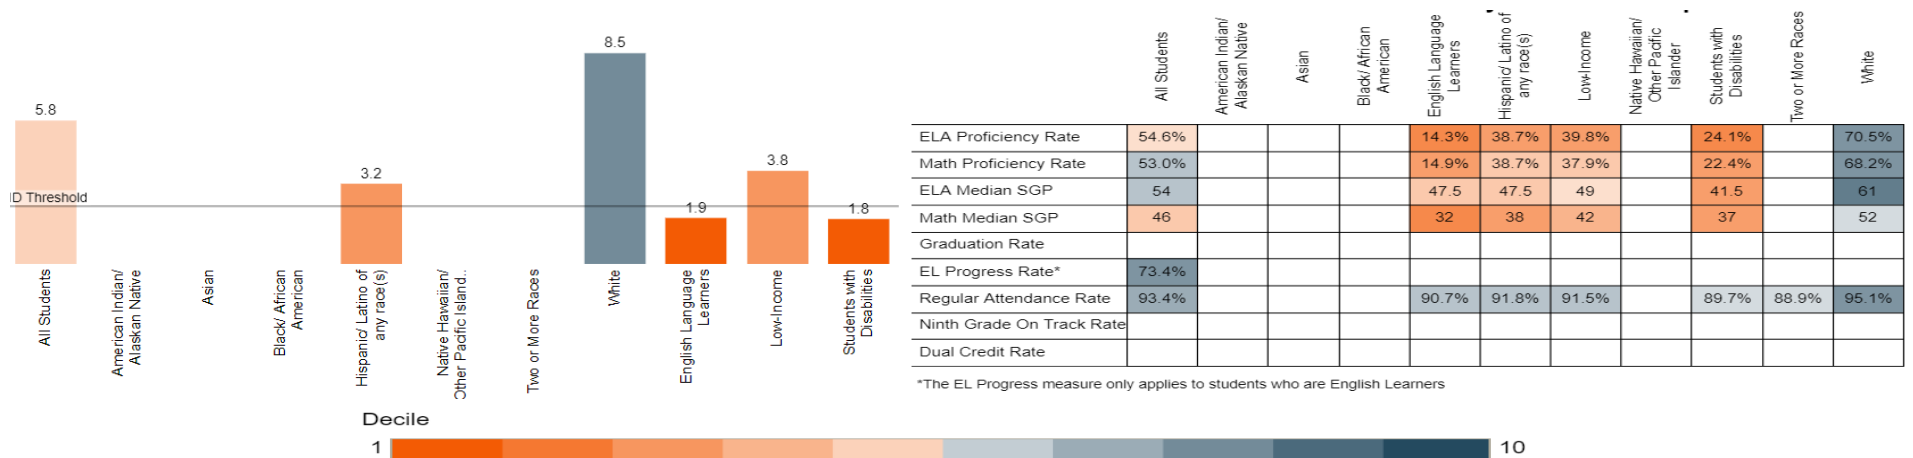 8.5
5.8
3.2
1.9
3.8
1.8
ID Threshold
All Students
American Indian/
Alaskan Native
Asian
Black/ African
American
Hispanic/ Latino of
any race(s)
Native Hawaiian/
Other Pacific Island..
Two or More Races
White
English Language
Learners
Low-Income
Students with
Disabilities
All Students
American Indian/
Alaskan Native
Asian
Black/ African
American
English Language
Learners
Hispanic/ Latino of
any race(s)
Low-Income
Native Hawaiian/
Other Pacific
Islander
Students with
Disabilities
Two or More Races
White
ELA Proficiency Rate 54.6% 14.3% 38.7% 39.8% 24.1% 70.5%
Math Proficiency Rate 53.0% 14.9% 38.7% 37.9% 22.4% 68.2%
ELA Median SGP 54 47.5 47.5 49 41.5 61
Math Median SGP 46 32 38 42 37 52
Graduation Rate
EL Progress Rate* 73.4%
Regular Attendance Rate 93.4% 90.7% 91.8% 91.5% 89.7% 88.9% 95.1%
Ninth Grade On Track Rate
Dual Credit Rate
*The EL Progress measure only applies to students who are English Learners
Decile
1 10